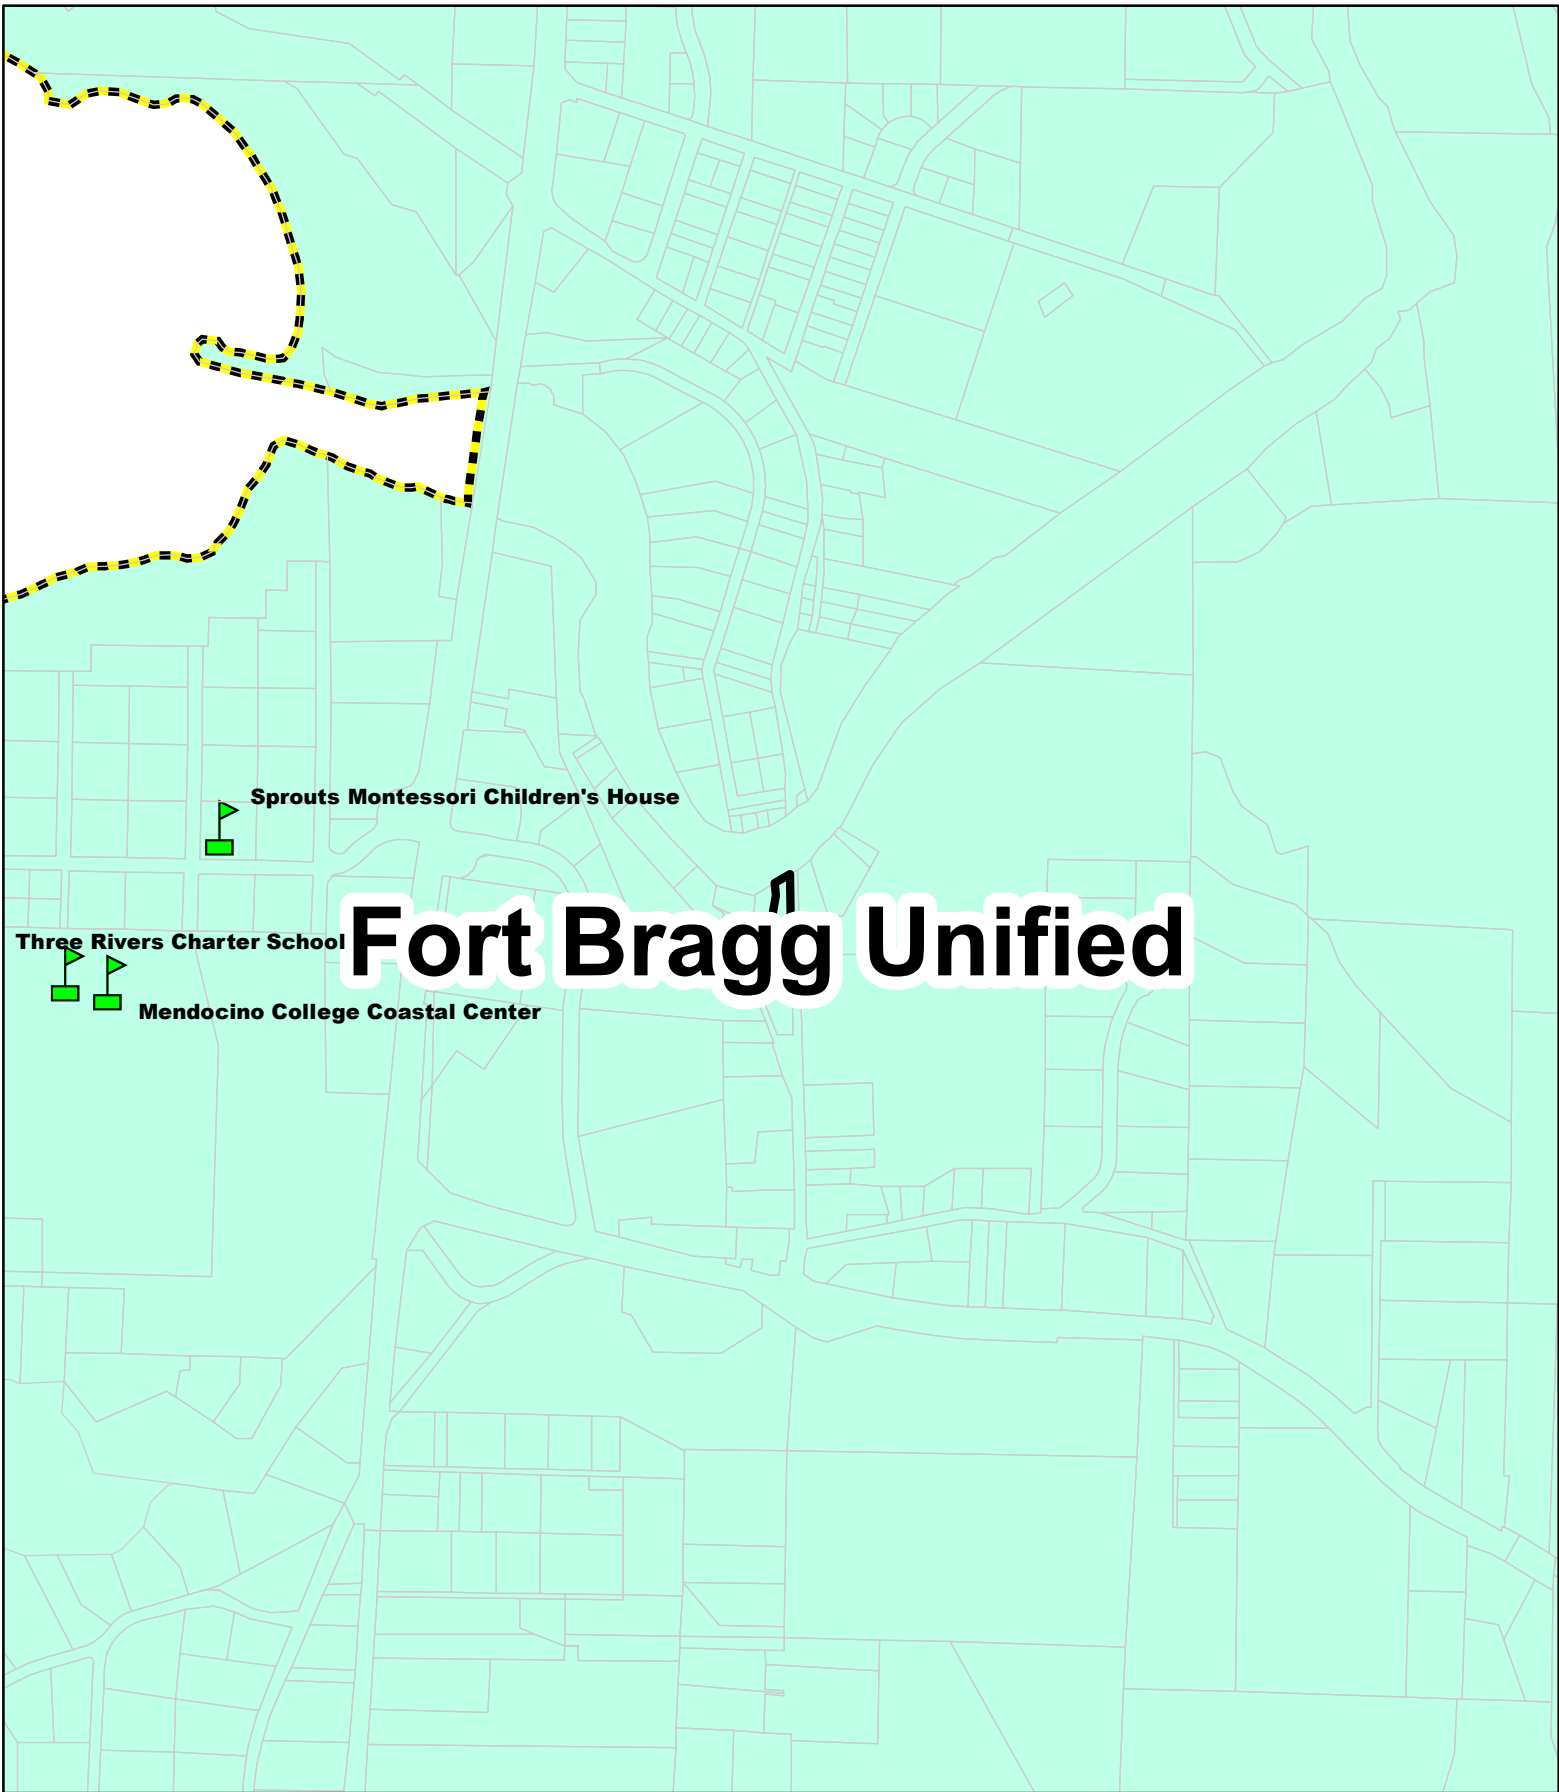 Sprouts Montessori Children's House
Fort Bragg Unified
Three Rivers Charter School
Mendocino College Coastal Center